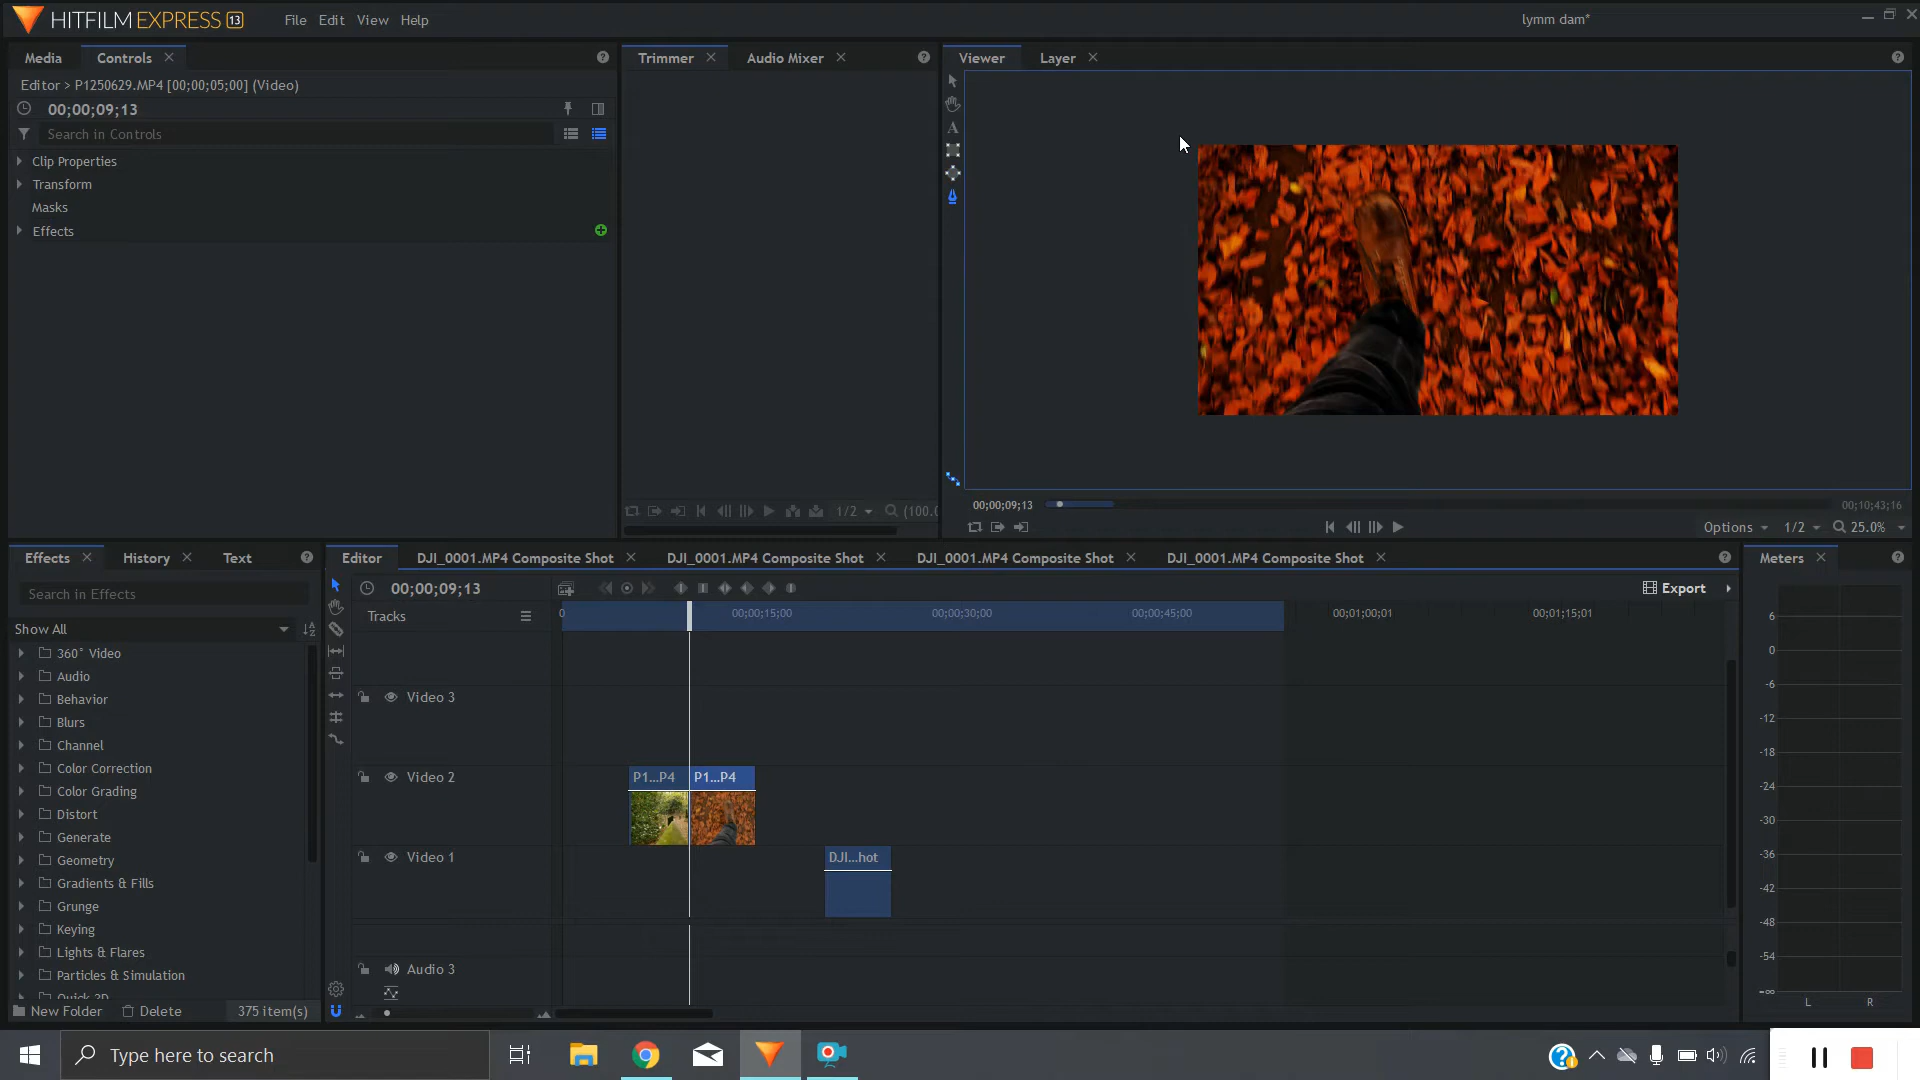 HITFILM EXPRESS 13
File Edit View Help
lymm dam*
Media Controls
Trimmer Audio Mixer
Viewer Layer
Editor > P1250629.MP4 [00;00;05;00] (Video)
00;00;09;13
Search in Controls
Clip Properties
Transform
Masks
Effects
A
1/2 (100.0
00;00;09;13
00;10;43;16
Options 1/2 25.0%
Effects History Text
Editor DJI_0001.MP4 Composite Shot DJI_0001.MP4 Composite Shot DJI_0001.MP4 Composite Shot DJI_0001.MP4 Composite Shot
Meters
Search in Effects
00;00;09;13
Export
Show All
Tracks
0 00;00;15;00 00;00;30;00 00;00;45;00 00;01;00;01 00;01;15;01
360° Video
Audio
Behavior
Blurs
Channel
Color Correction
Color Grading
Distort
Generate
Geometry
Gradients & Fills
Grunge
Keying
Lights & Flares
Particles & Simulation
Quick 3D
New Folder Delete 375 item(s)
Video 3
Video 2
P1...P4 P1...P4
Video 1
DJI...hot
Audio 3
6
0
-6
-12
-18
-24
-30
-36
-42
-48
-54
-∞
L R
Type here to search